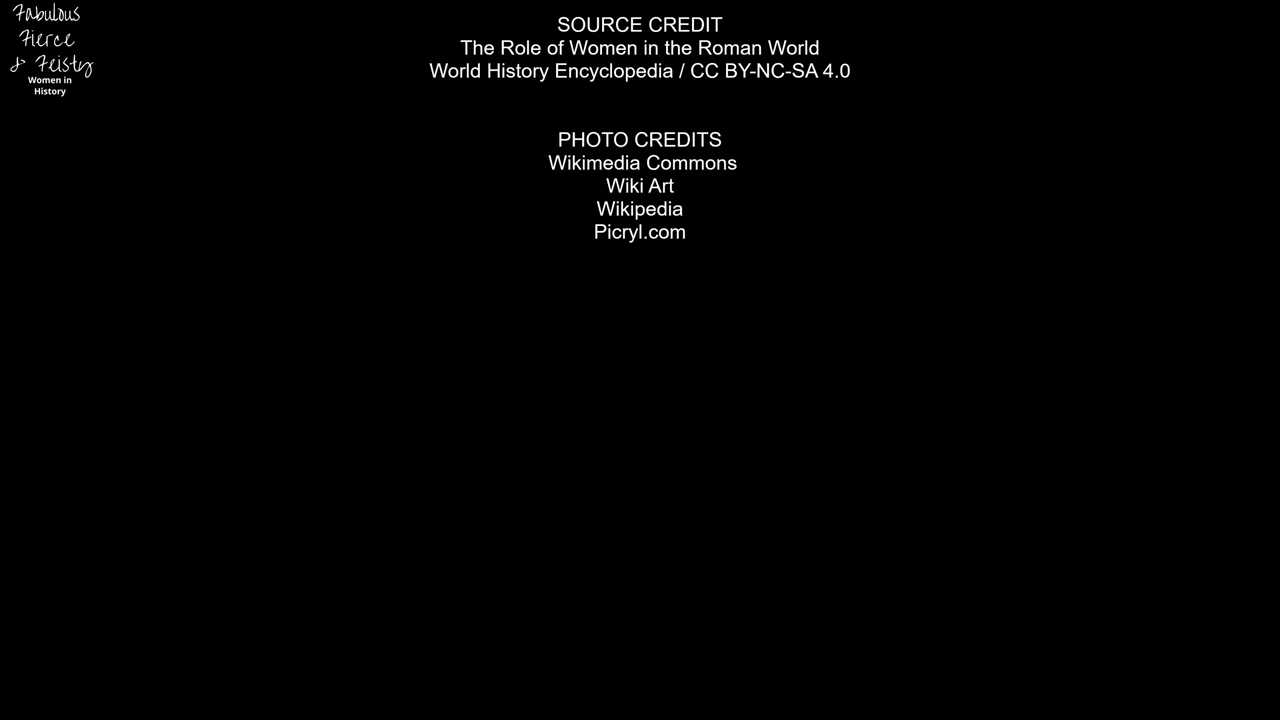 Fabulous
Fierce
& Feisty
Women in
History
SOURCE CREDIT
The Role of Women in the Roman World
World History Encyclopedia / CC BY-NC-SA 4.0
PHOTO CREDITS
Wikimedia Commons
Wiki Art
Wikipedia
Picryl.com